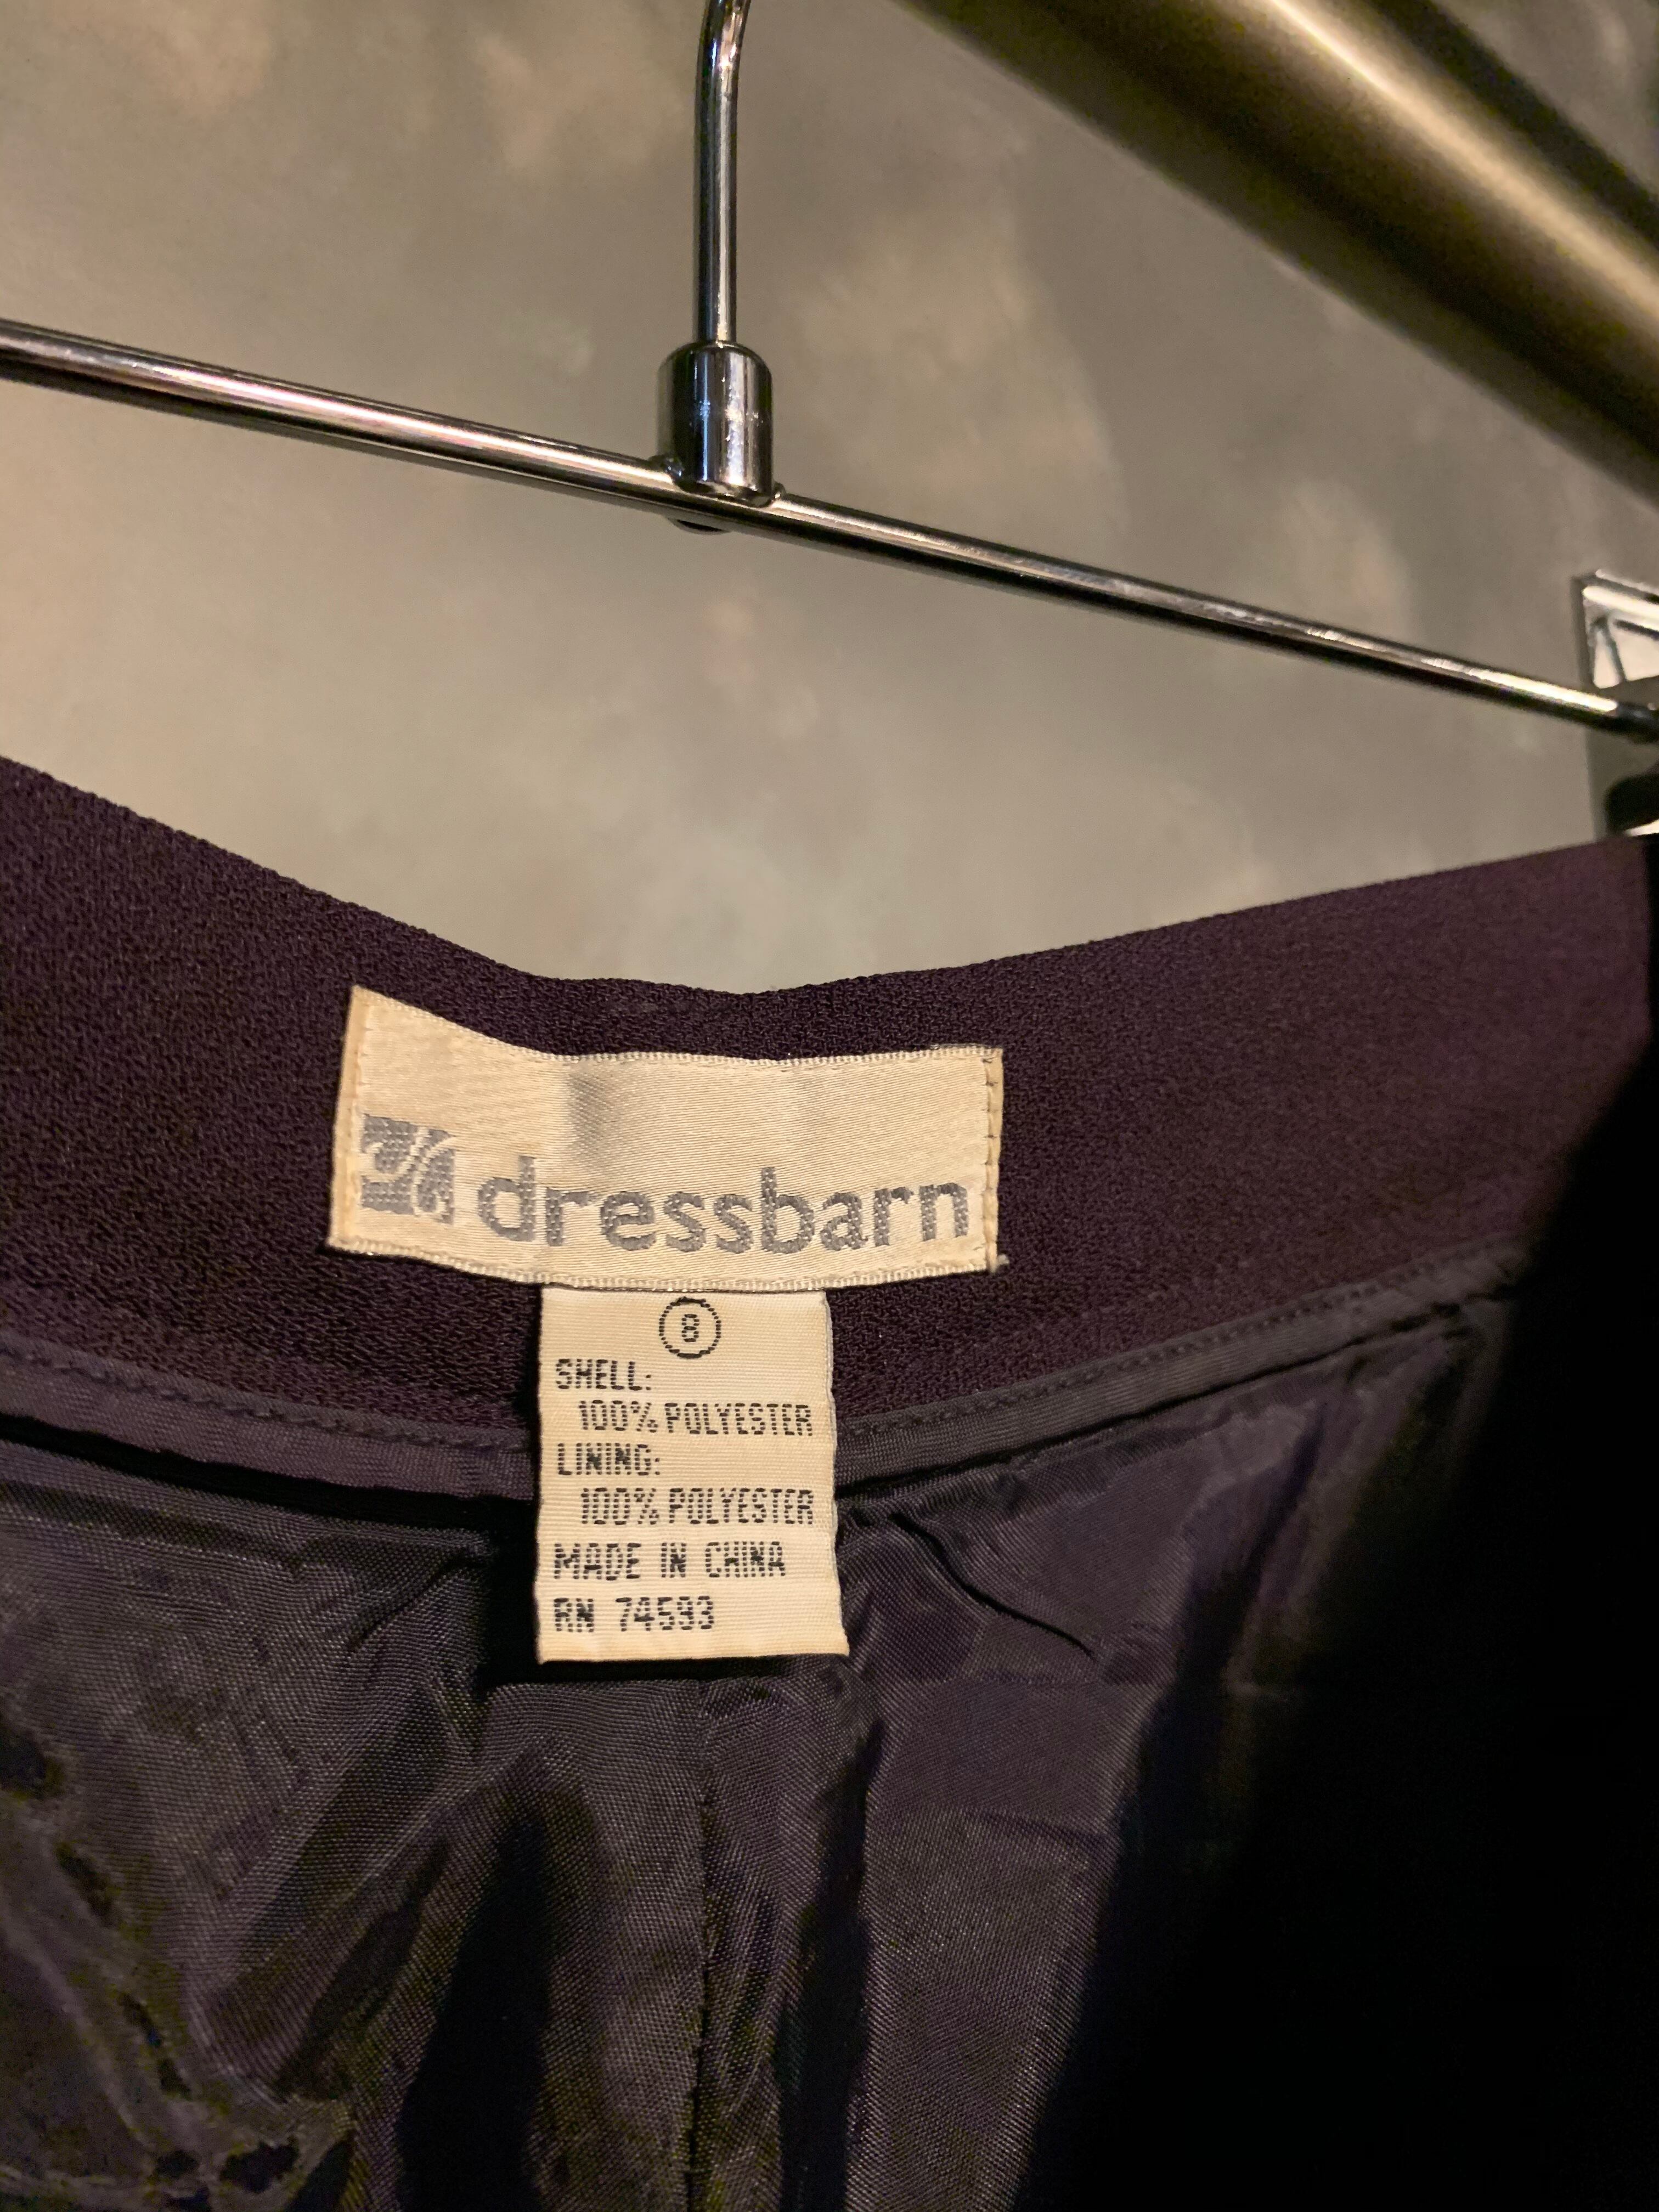 dressbarn
8
SHELL:
100% POLYESTER
LINING:
100% POLYESTER
MADE IN CHINA
RN 74593